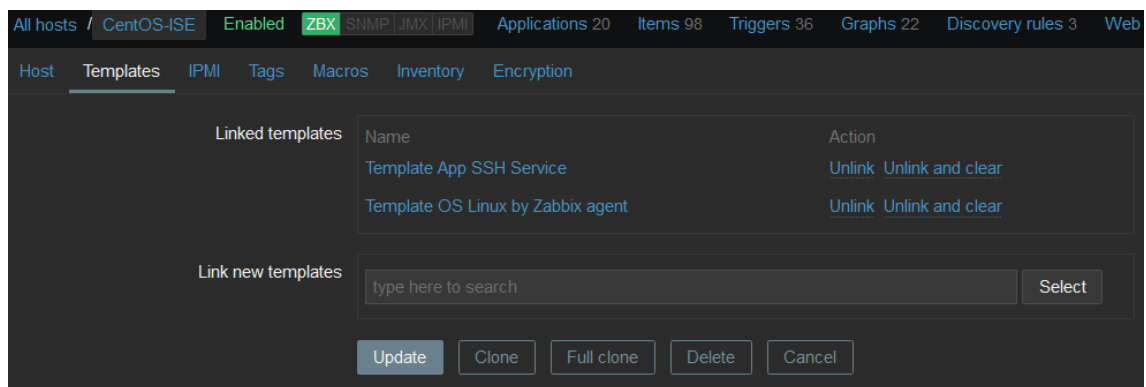 All hosts / CentOS-ISE Enabled ZBX SNMP JMX IPMI Applications 20 Items 98 Triggers 36 Graphs 22 Discovery rules 3 Web
Host Templates IPMI Tags Macros Inventory Encryption
Linked templates Name Action
Template App SSH Service Unlink Unlink and clear
Template OS Linux by Zabbix agent Unlink Unlink and clear
Link new templates type here to search Select
Update Clone Full clone Delete Cancel